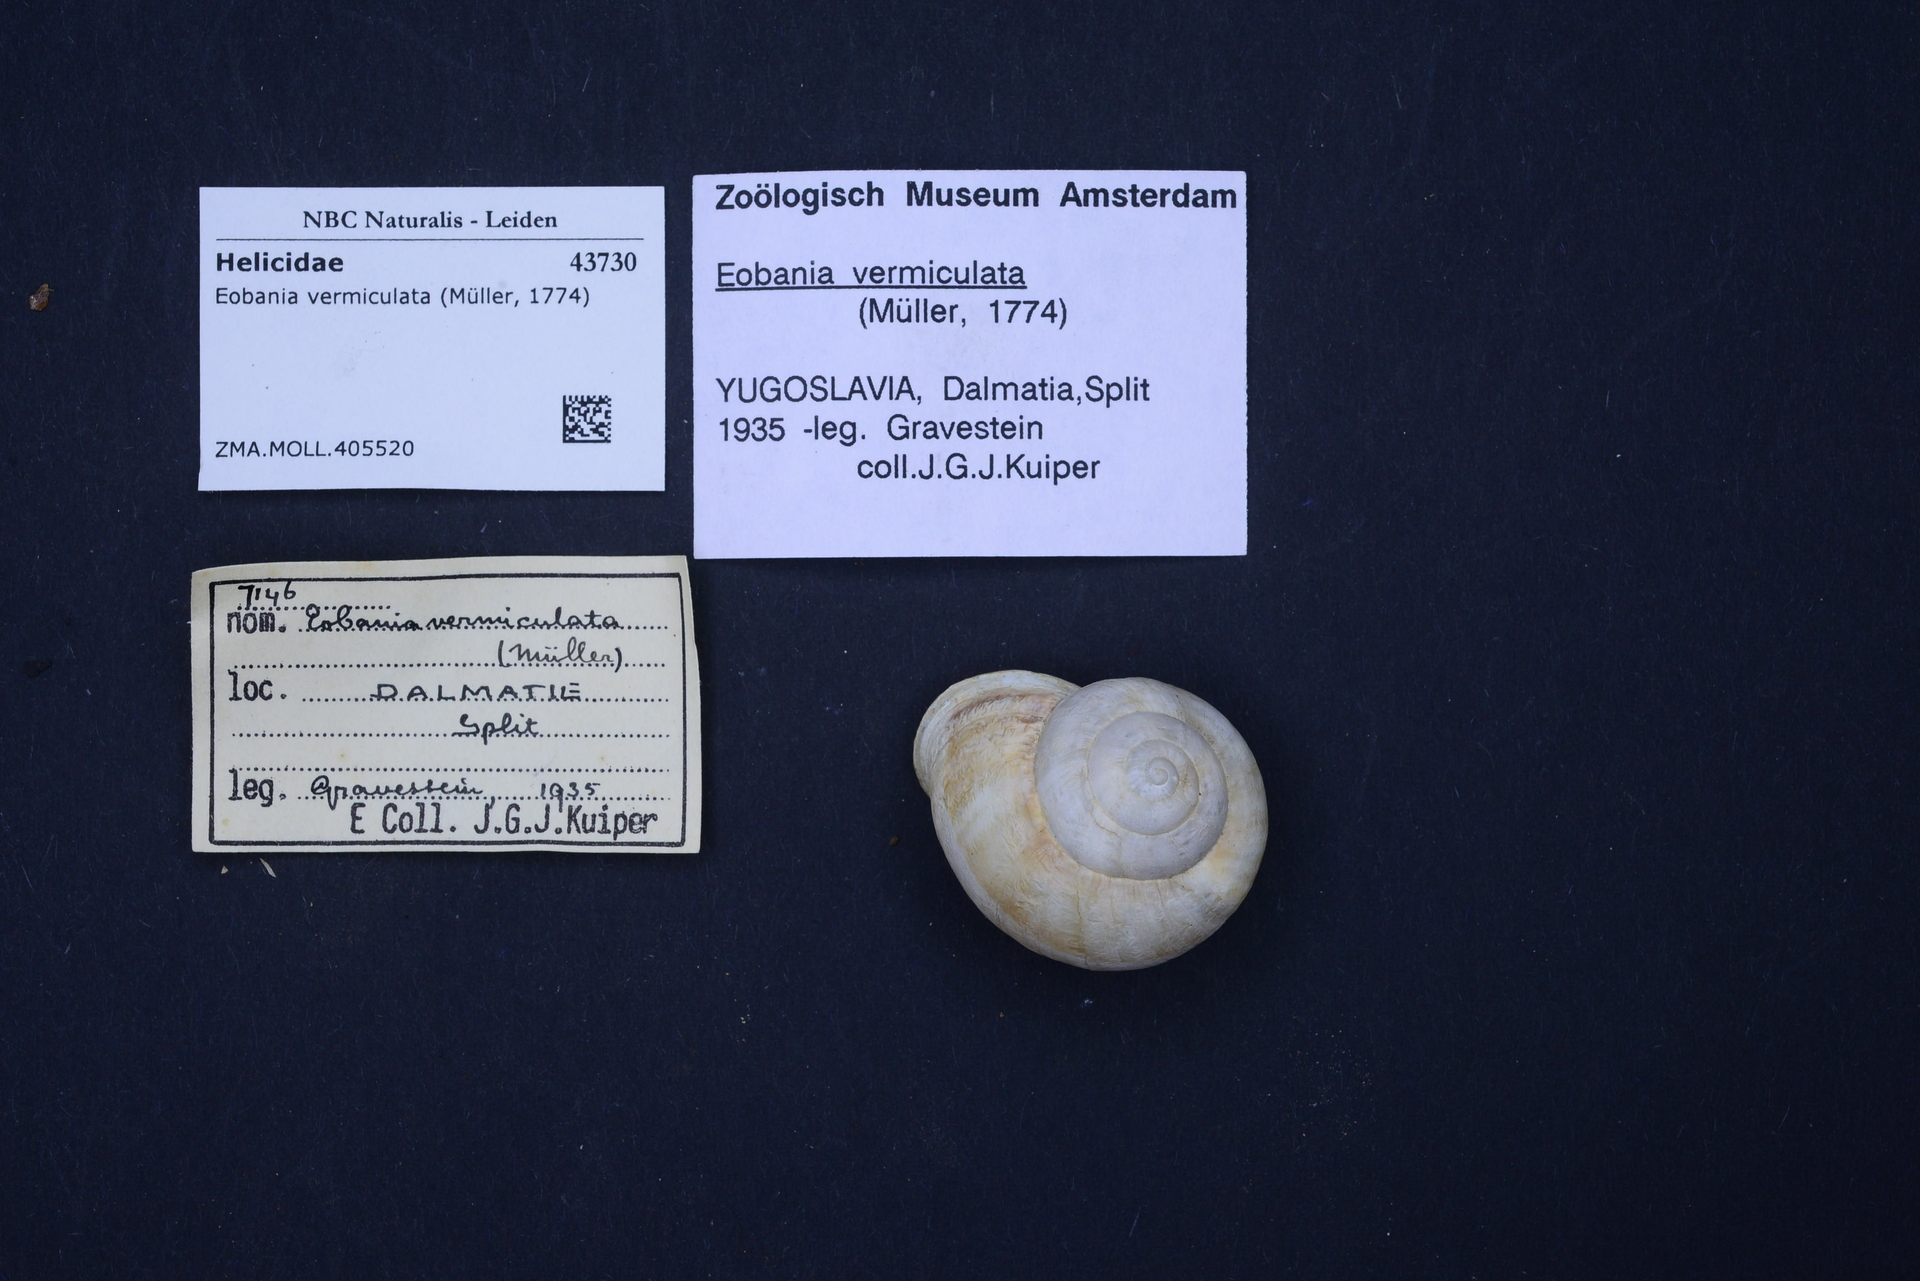 NBC Naturalis - Leiden
Helicidae 43730
Eobania vermiculata (Müller, 1774)
ZMA.MOLL.405520
Zoölogisch Museum Amsterdam
Eobania vermiculata
(Müller, 1774)
YUGOSLAVIA, Dalmatia,Split
1935 -leg. Gravestein
coll.J.G.J.Kuiper
7146
nom. Eobania vermiculata
(Müller)
loc. DALMATIE
Split
leg. Gravestein, 1935
E Coll. J.G.J.Kuiper